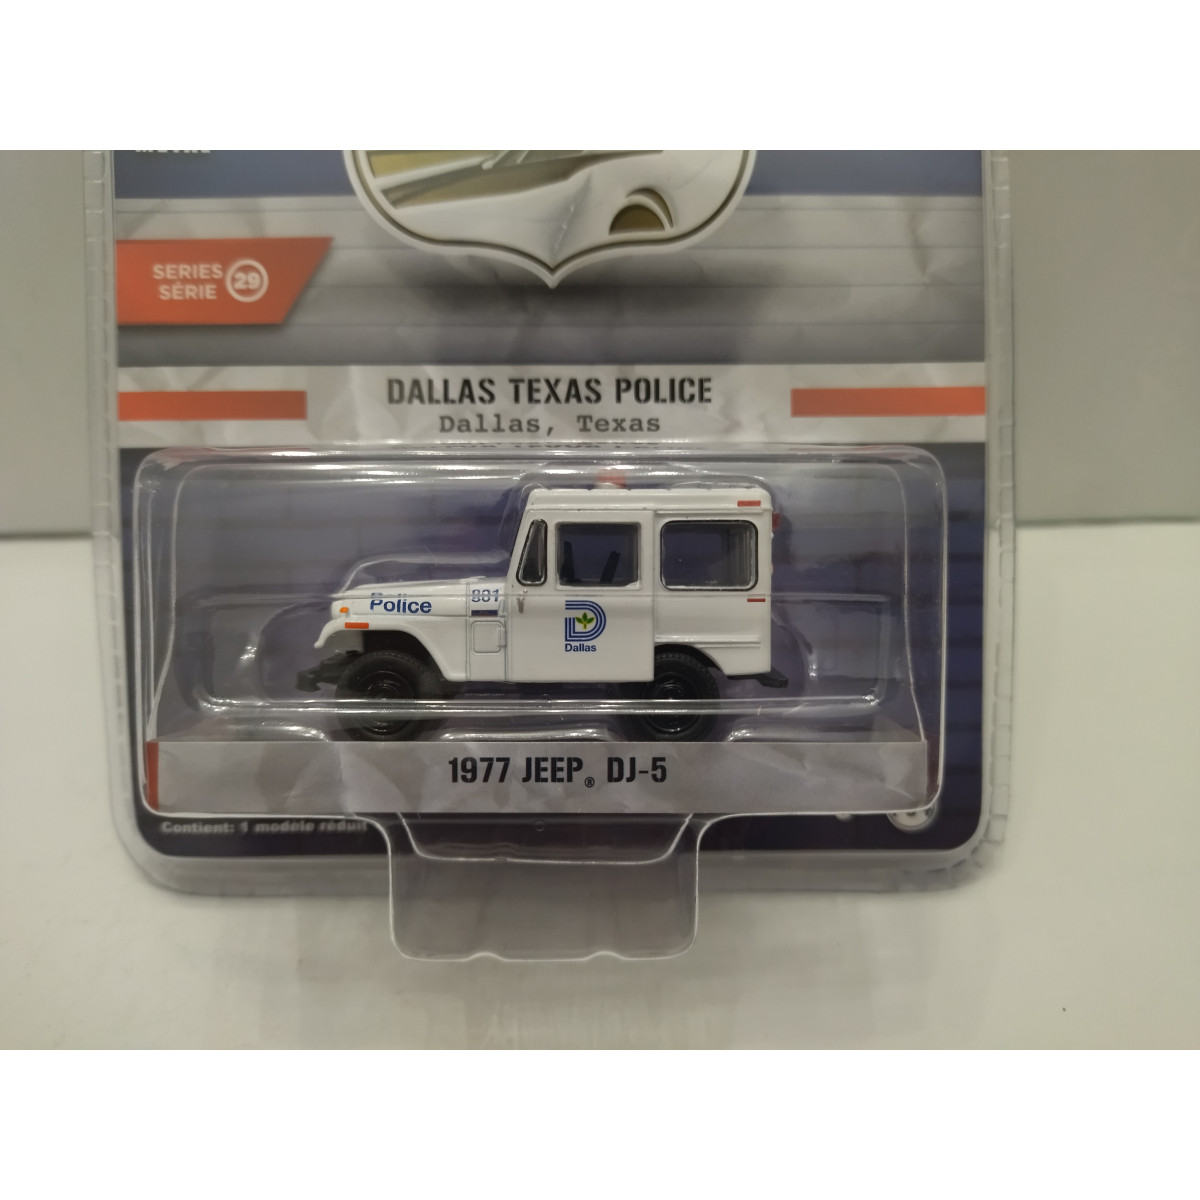 SERIES
SÉRIE
29
DALLAS TEXAS POLICE
Dallas, Texas
Police
881
Dallas
1977 JEEP® DJ-5
Contient: 1 modèle réduit